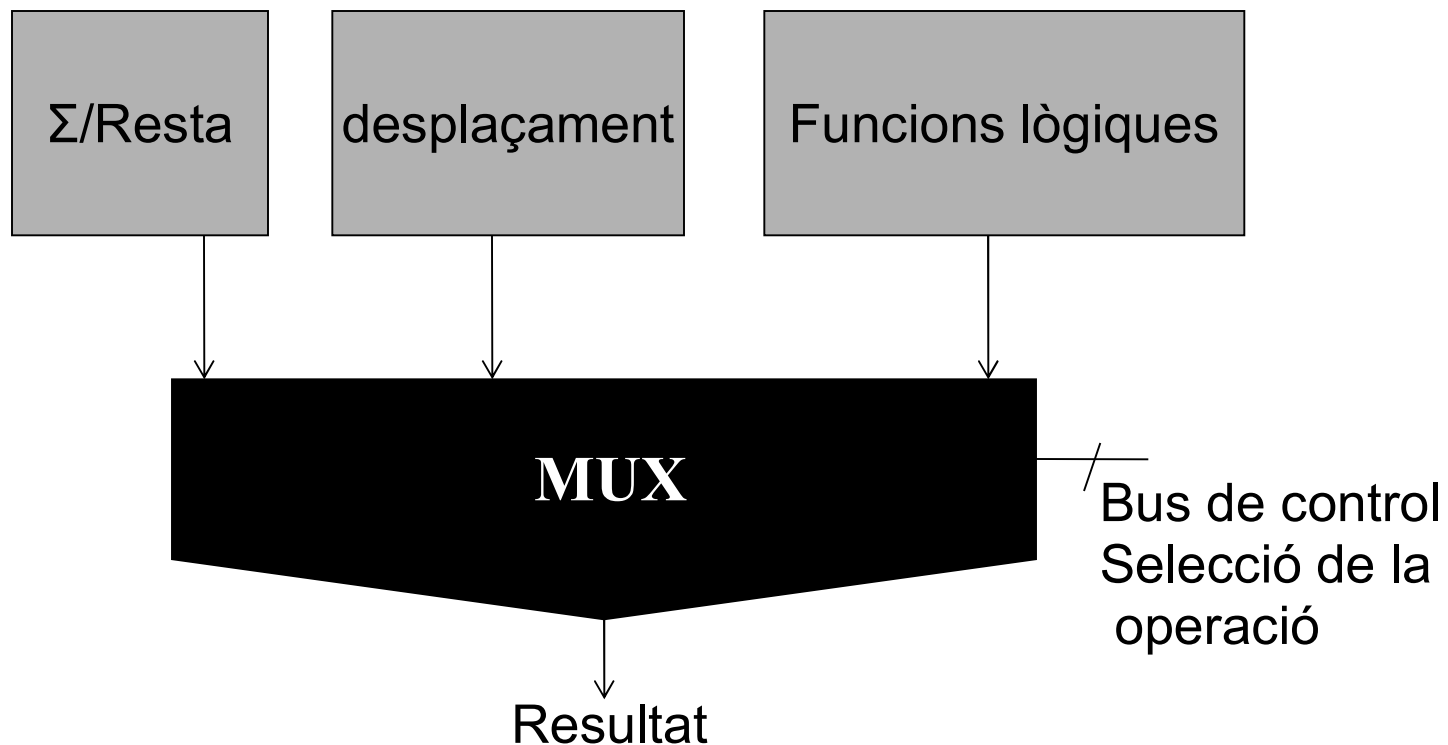 Σ/Resta
desplaçament
Funcions lògiques
MUX
Bus de control
Selecció de la
operació
Resultat